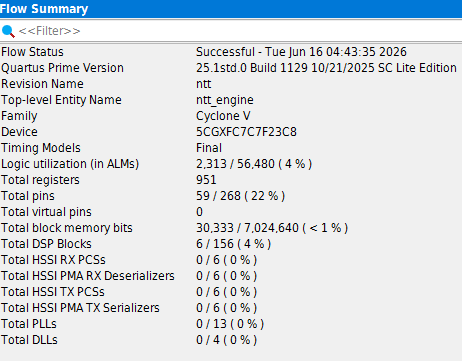 Flow Summary
<<Filter>>
Flow Status Successful - Tue Jun 16 04:43:35 2026
Quartus Prime Version 25.1std.0 Build 1129 10/21/2025 SC Lite Edition
Revision Name ntt
Top-level Entity Name ntt_engine
Family Cyclone V
Device 5CGXFC7C7F23C8
Timing Models Final
Logic utilization (in ALMs) 2,313 / 56,480 ( 4 % )
Total registers 951
Total pins 59 / 268 ( 22 % )
Total virtual pins 0
Total block memory bits 30,333 / 7,024,640 ( < 1 % )
Total DSP Blocks 6 / 156 ( 4 % )
Total HSSI RX PCSs 0 / 6 ( 0 % )
Total HSSI PMA RX Deserializers 0 / 6 ( 0 % )
Total HSSI TX PCSs 0 / 6 ( 0 % )
Total HSSI PMA TX Serializers 0 / 6 ( 0 % )
Total PLLs 0 / 13 ( 0 % )
Total DLLs 0 / 4 ( 0 % )